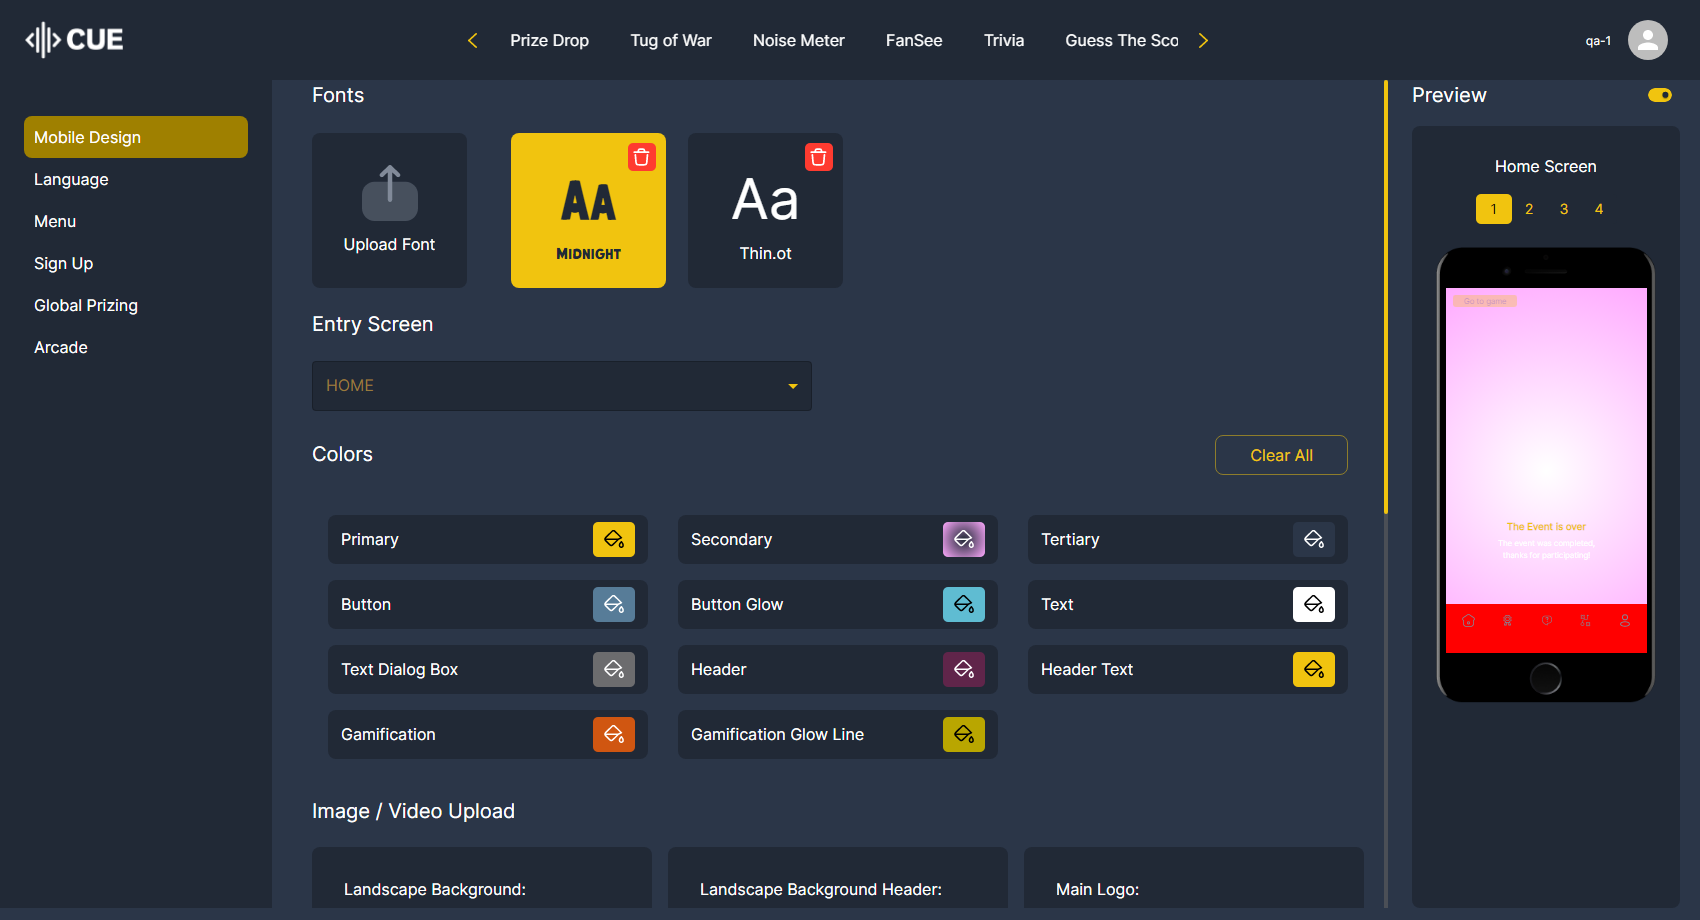 CUE
Prize Drop
Tug of War
Noise Meter
FanSee
Trivia
Guess The Sco
qa-1
Mobile Design
Language
Menu
Sign Up
Global Prizing
Arcade
Fonts
Upload Font
AA
MIDNIGHT
Aa
Thin.ot
Entry Screen
HOME
Colors
Clear All
Primary
Secondary
Tertiary
Button
Button Glow
Text
Text Dialog Box
Header
Header Text
Gamification
Gamification Glow Line
Image / Video Upload
Landscape Background:
Landscape Background Header:
Main Logo:
Preview
Home Screen
1 2 3 4
Go to game
The Event is over
The event was completed,
thanks for participating!